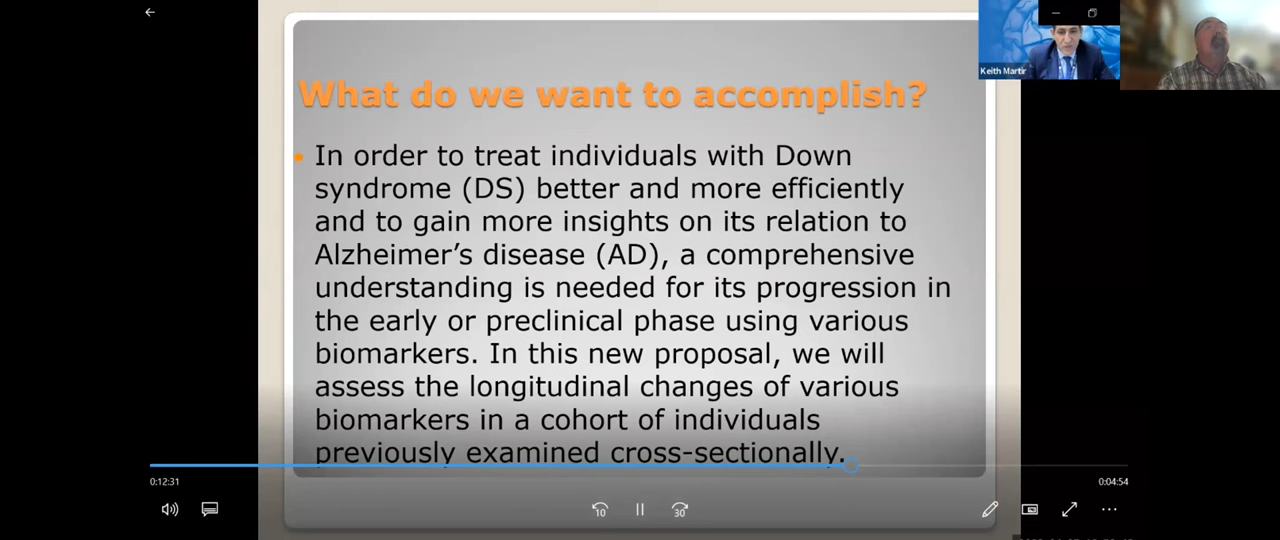 Keith Martin
What do we want to accomplish?
In order to treat individuals with Down
syndrome (DS) better and more efficiently
and to gain more insights on its relation to
Alzheimer's disease (AD), a comprehensive
understanding is needed for its progression in
the early or preclinical phase using various
biomarkers. In this new proposal, we will
assess the longitudinal changes of various
biomarkers in a cohort of individuals
previously examined cross-sectionally.
0:12:31
0:04:54
10
30